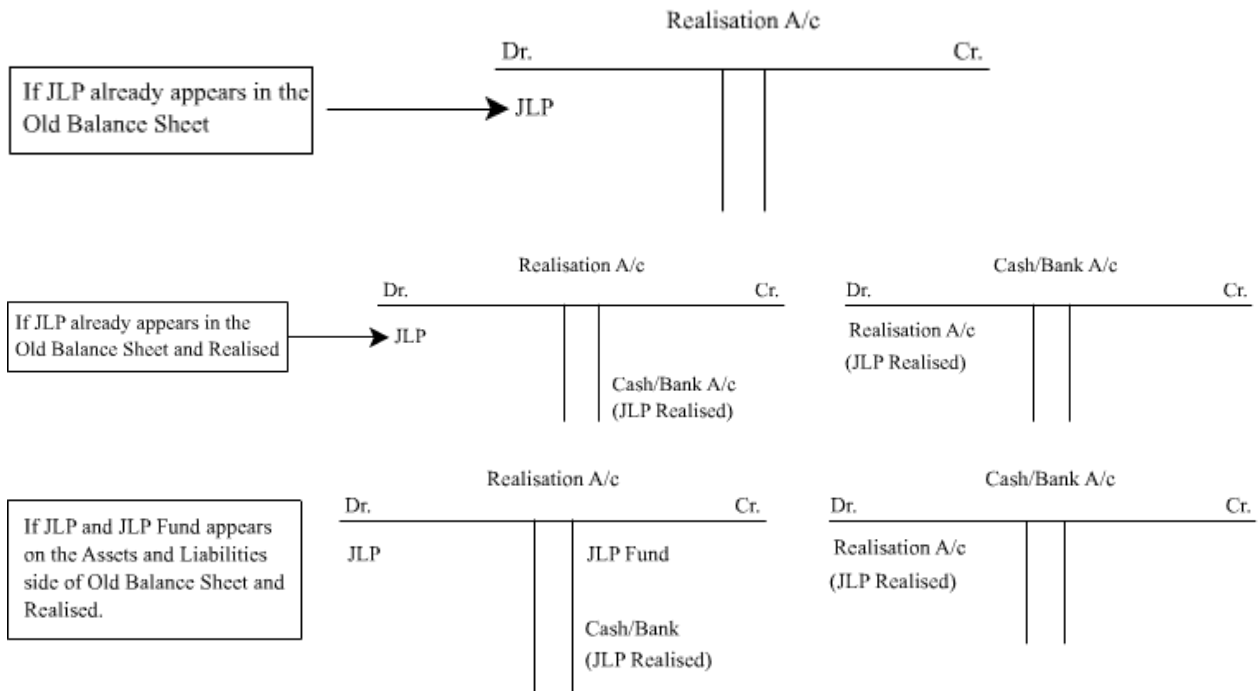 Realisation A/c
Dr. Cr.
If JLP already appears in the
Old Balance Sheet
JLP
Realisation A/c
Dr. Cr.
Cash/Bank A/c
Dr. Cr.
If JLP already appears in the
Old Balance Sheet and Realised
JLP
Cash/Bank A/c
(JLP Realised)
Realisation A/c
(JLP Realised)
Realisation A/c
Dr. Cr.
Cash/Bank A/c
Dr. Cr.
If JLP and JLP Fund appears
on the Assets and Liabilities
side of Old Balance Sheet and
Realised.
JLP
JLP Fund
Cash/Bank
(JLP Realised)
Realisation A/c
(JLP Realised)